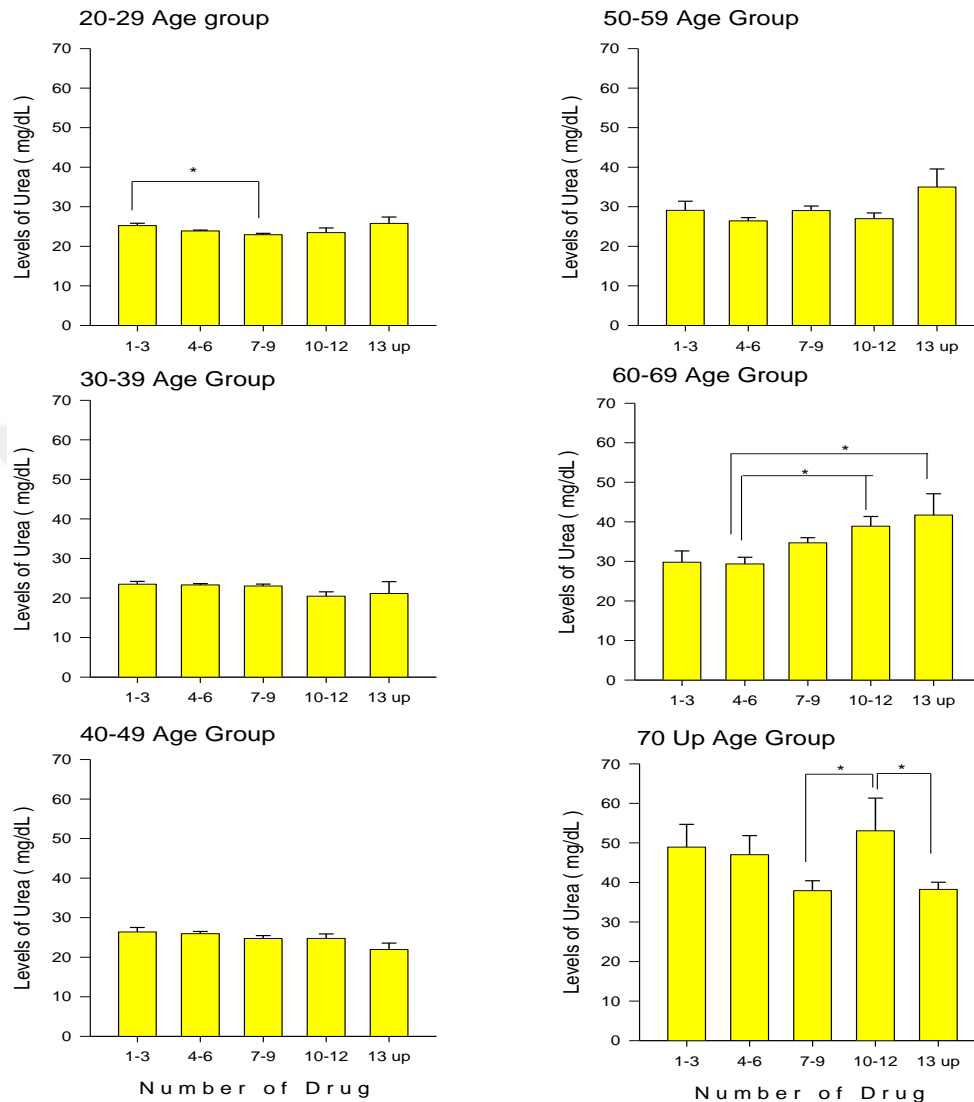 20-29 Age group
70
60
50
40
30
20
10
0
Levels of Urea ( mg/dL )
*
1-3 4-6 7-9 10-12 13 up
30-39 Age Group
70
60
50
40
30
20
10
0
Levels of Urea ( mg/dL)
1-3 4-6 7-9 10-12 13 up
40-49 Age Group
70
60
50
40
30
20
10
0
Levels of Urea ( mg/dL)
1-3 4-6 7-9 10-12 13 up
Number of Drug
50-59 Age Group
70
60
50
40
30
20
10
0
Levels of Urea ( mg/dL)
1-3 4-6 7-9 10-12 13 up
60-69 Age Group
70
60
50
40
30
20
10
0
Levels of Urea ( mg/dL)
*
*
1-3 4-6 7-9 10-12 13 up
70 Up Age Group
70
60
50
40
30
20
10
0
Levels of Urea ( mg/dL)
* *
1-3 4-6 7-9 10-12 13 up
Number of Drug